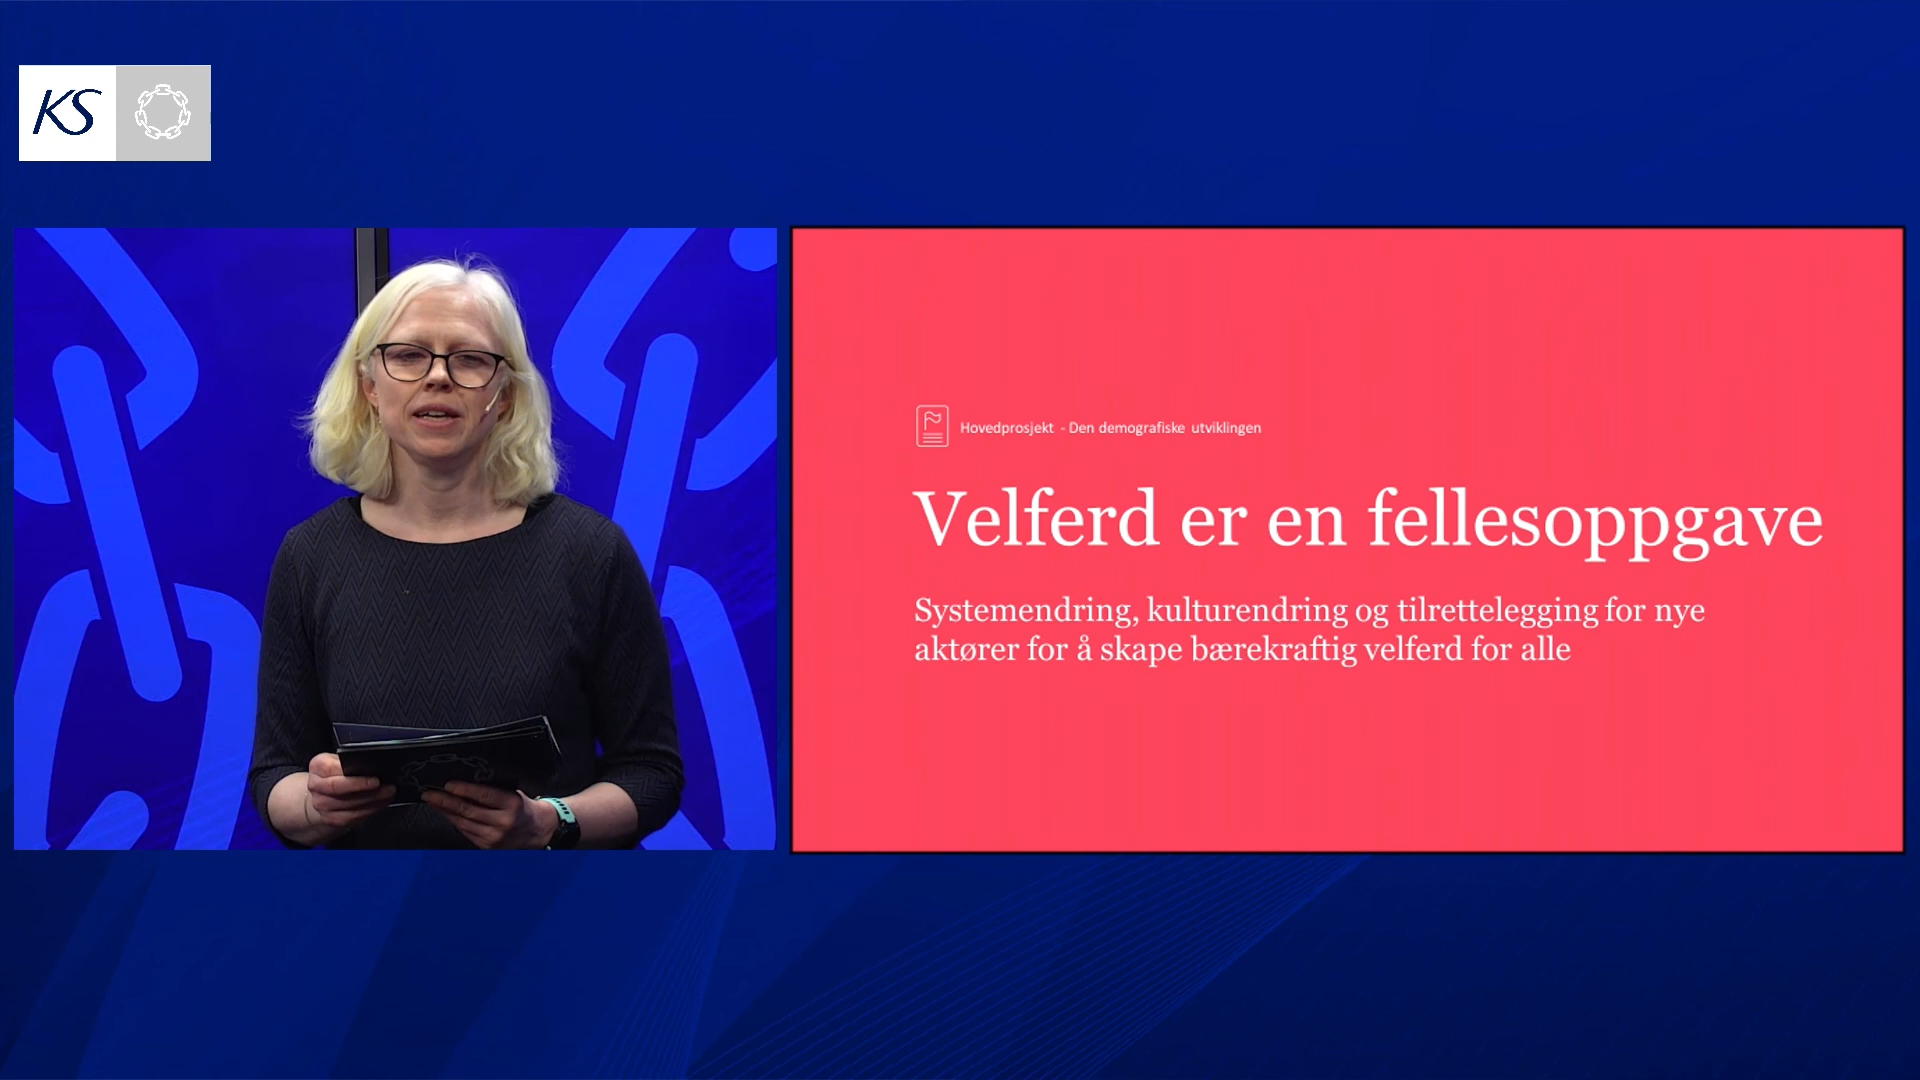 KS
Hovedprosjekt - Den demografiske utviklingen
Velferd er en fellesoppgave
Systemendring, kulturendring og tilrettelegging for nye
aktører for å skape bærekraftig velferd for alle